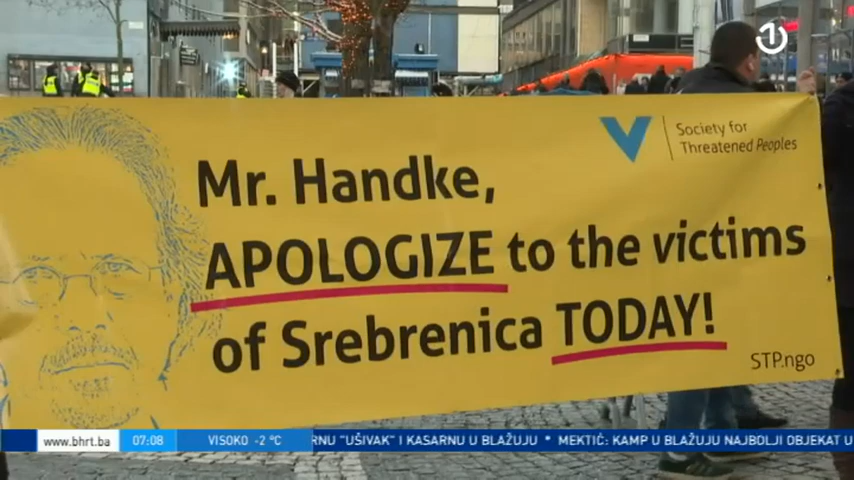 1
Society for
Threatened Peoples
Mr. Handke,
APOLOGIZE to the victims
of Srebrenica TODAY!
STP.ngo
www.bhrt.ba 07:08 VISOKO -2 °C RNU "UŠIVAK" I KASARNU U BLAŽUJU * MEKTIĆ: KAMP U BLAŽUJU NAJBOLJI OBJEKAT U